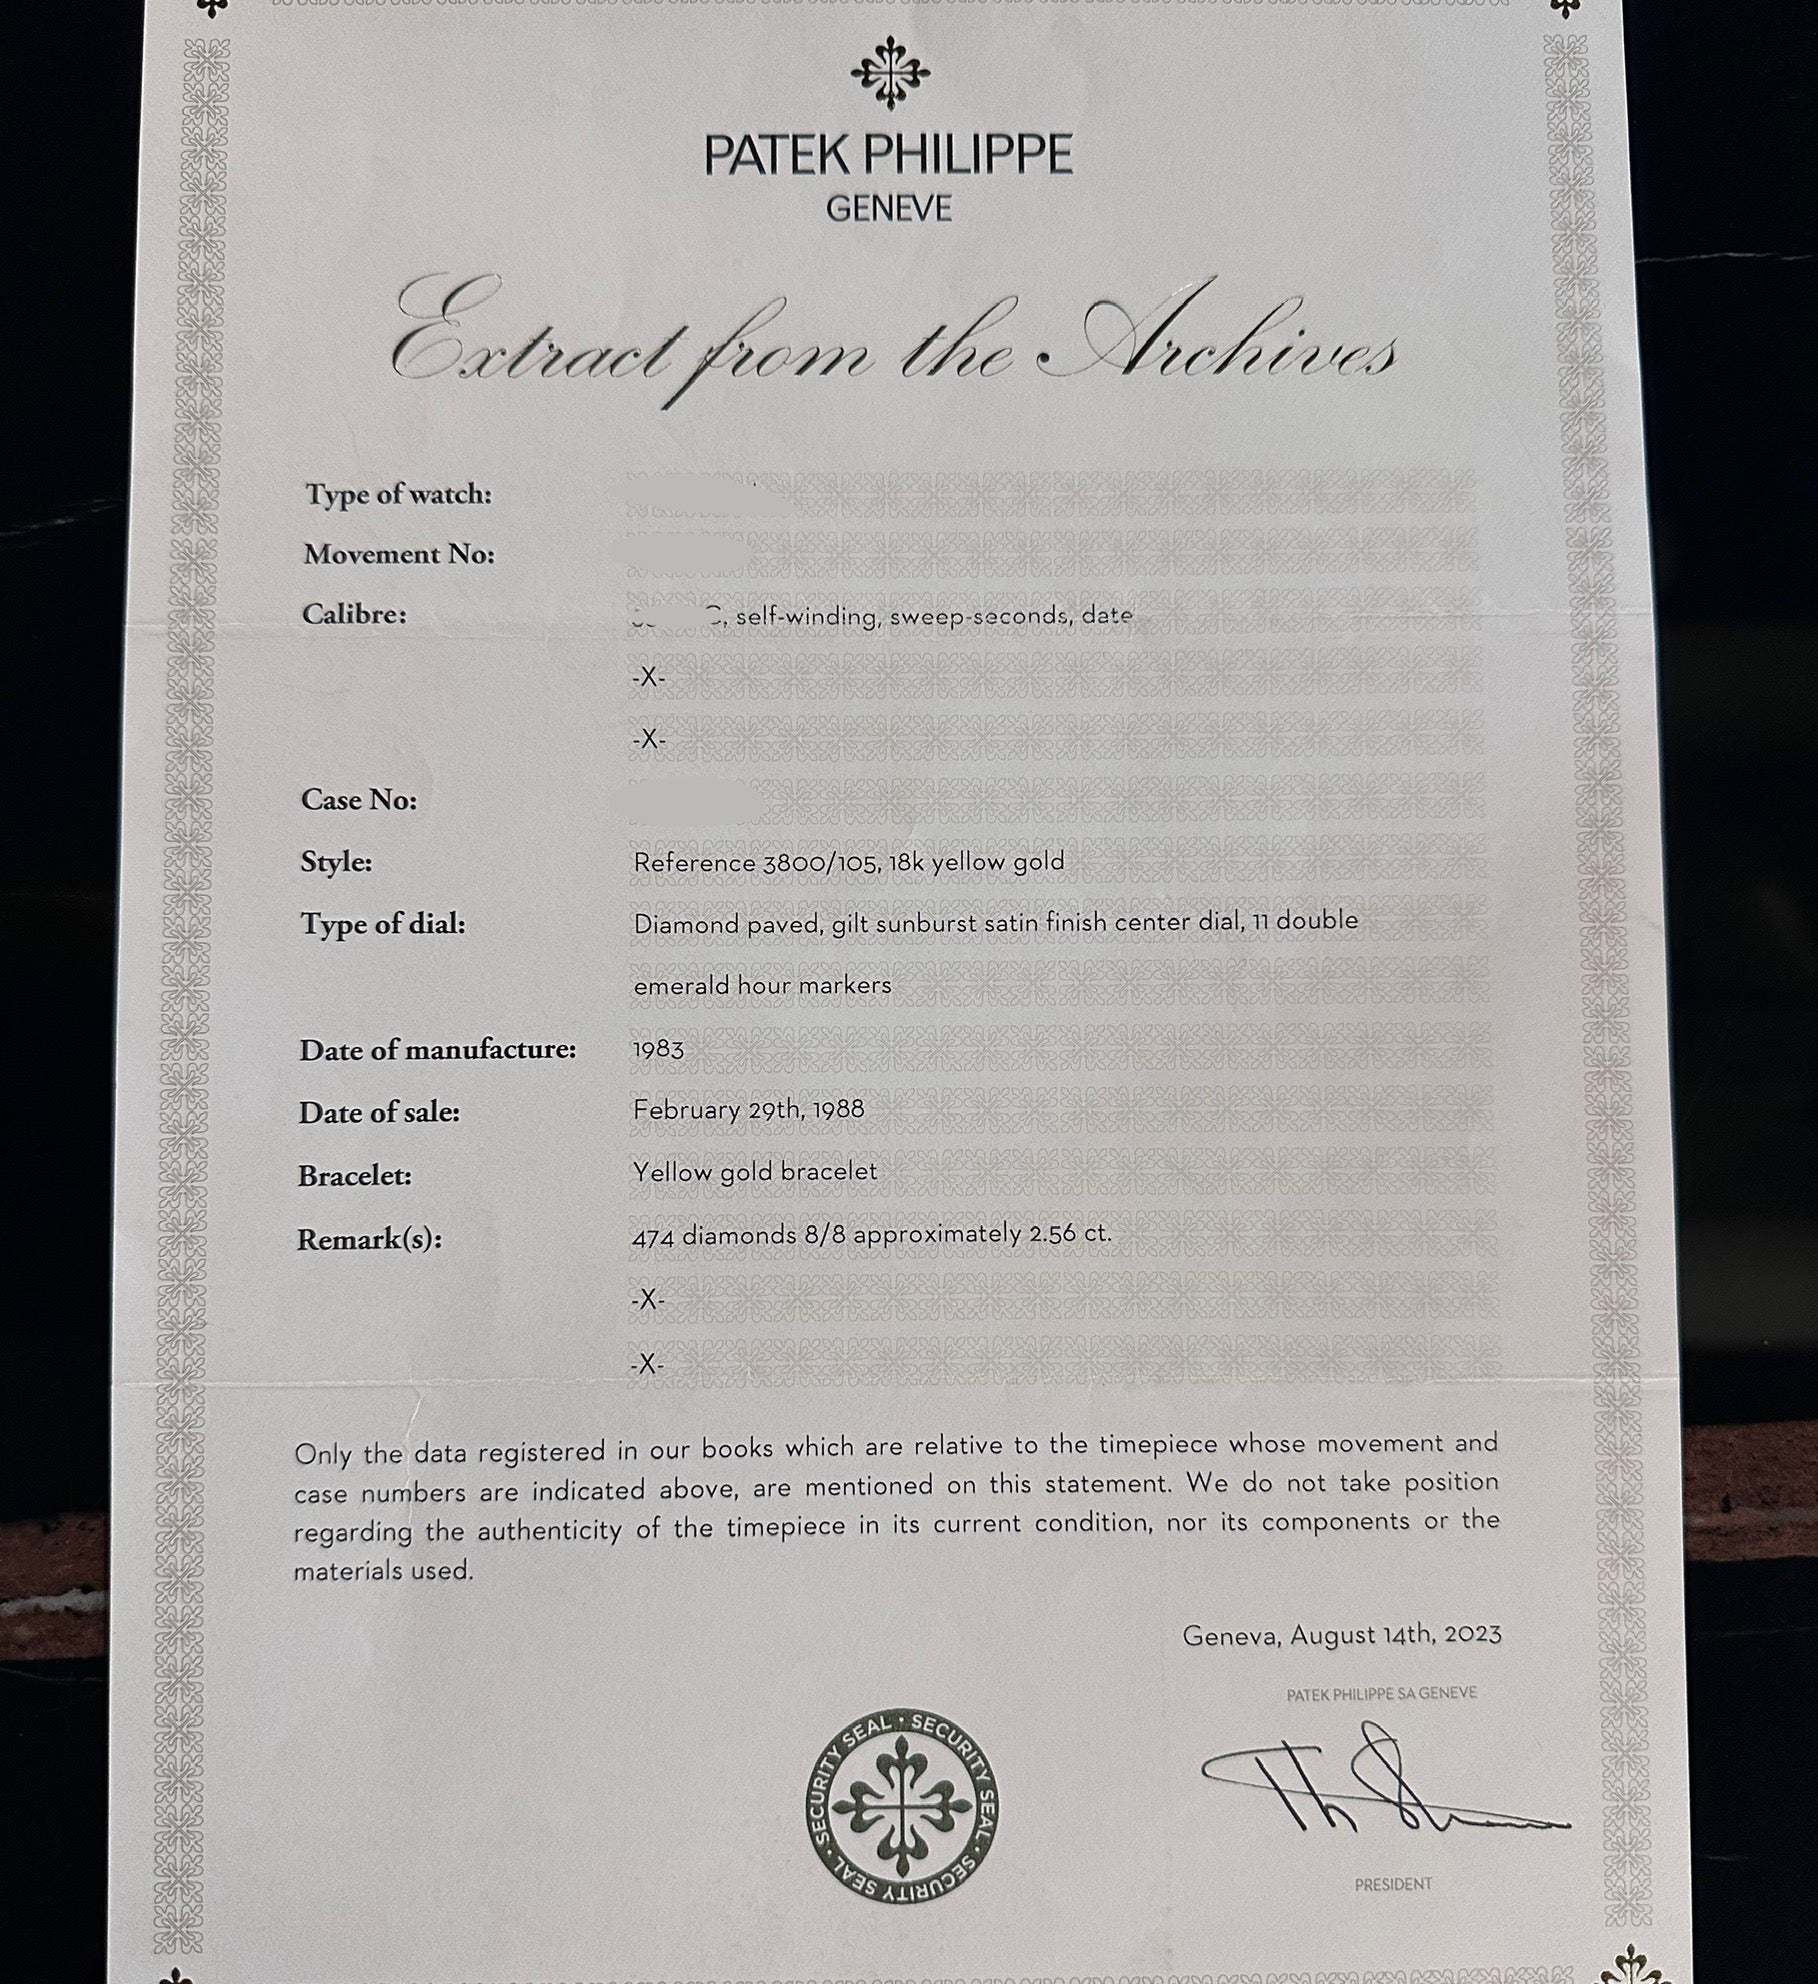 PATEK PHILIPPE
GENEVE
Extract from the Archives
Type of watch:
Movement No:
Calibre: C, self-winding, sweep-seconds, date
-X-
-X-
Case No:
Style: Reference 3800/105, 18k yellow gold
Type of dial: Diamond paved, gilt sunburst satin finish center dial, 11 double
emerald hour markers
Date of manufacture: 1983
Date of sale: February 29th, 1988
Bracelet: Yellow gold bracelet
Remark(s): 474 diamonds 8/8 approximately 2.56 ct.
-X-
-X-
Only the data registered in our books which are relative to the timepiece whose movement and
case numbers are indicated above, are mentioned on this statement. We do not take position
regarding the authenticity of the timepiece in its current condition, nor its components or the
materials used.
Geneva, August 14th, 2023
PATEK PHILIPPE SA GENEVE
SECURITY SEAL · SECURITY SEAL · SECURITY SEAL ·
PRESIDENT